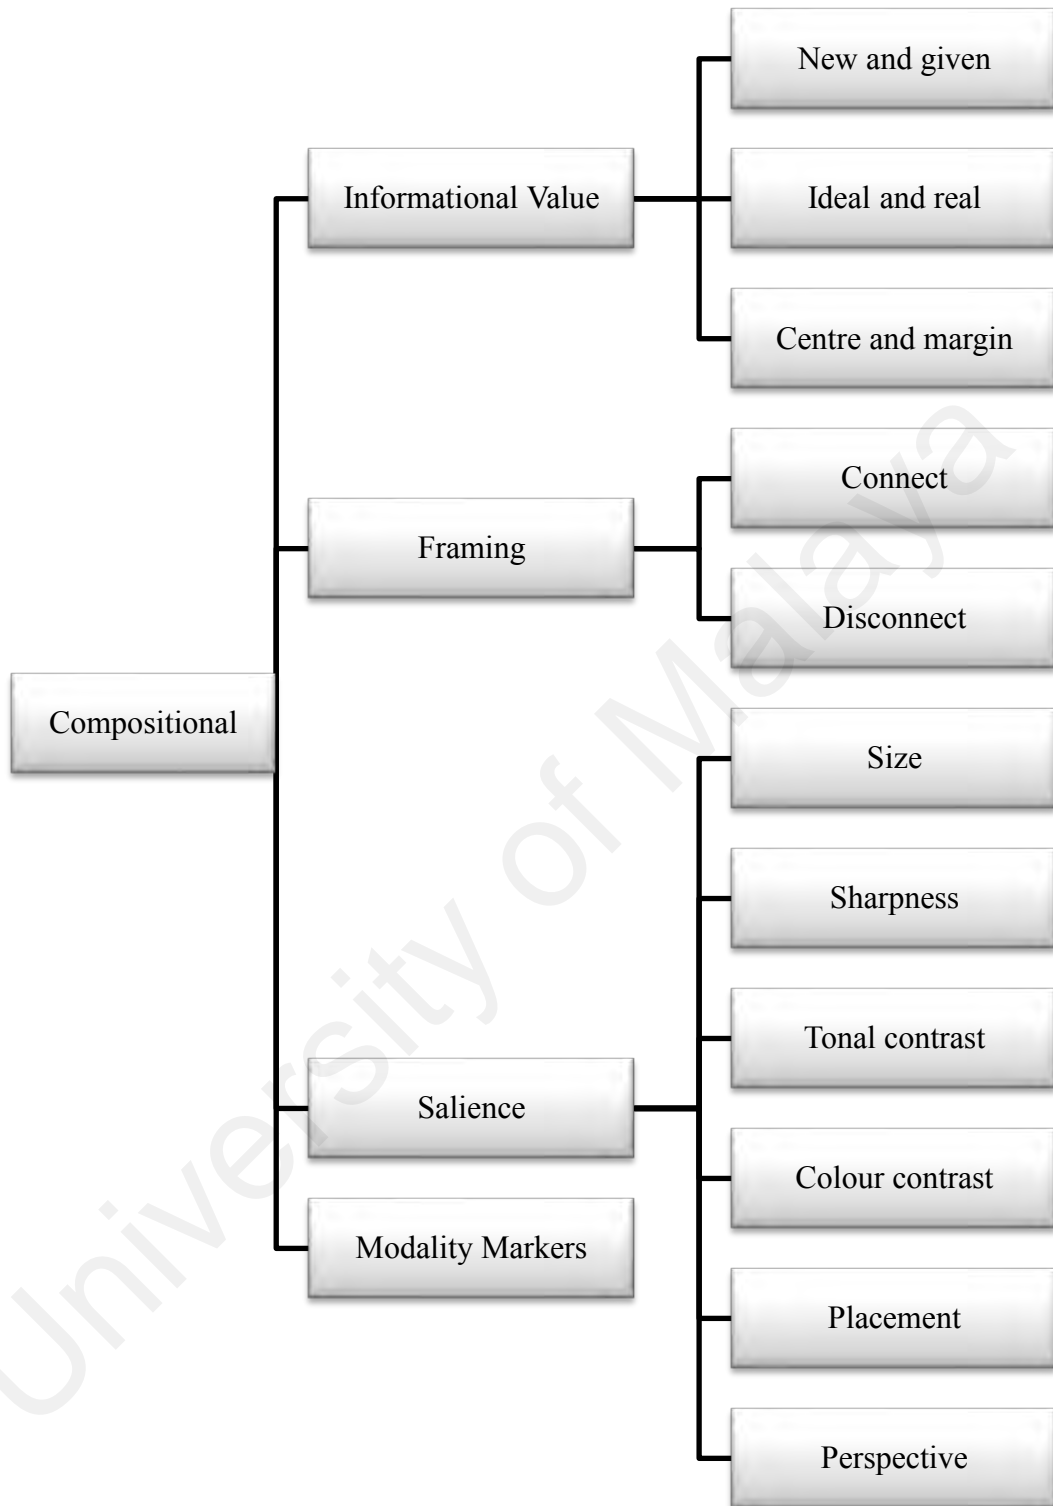 Compositional
Informational Value
New and given
Ideal and real
Centre and margin
Framing
Connect
Disconnect
Salience
Size
Sharpness
Tonal contrast
Colour contrast
Placement
Perspective
Modality Markers
University of Malaya